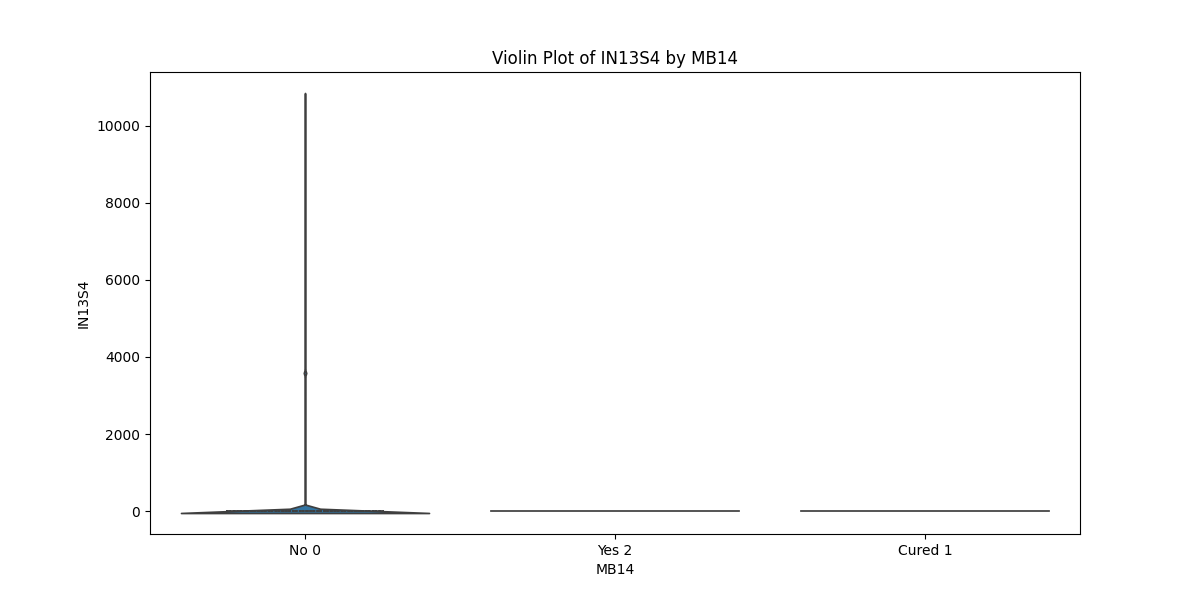 Violin Plot of IN13S4 by MB14
10000
8000
6000
4000
2000
0
IN13S4
No 0
Yes 2
Cured 1
MB14